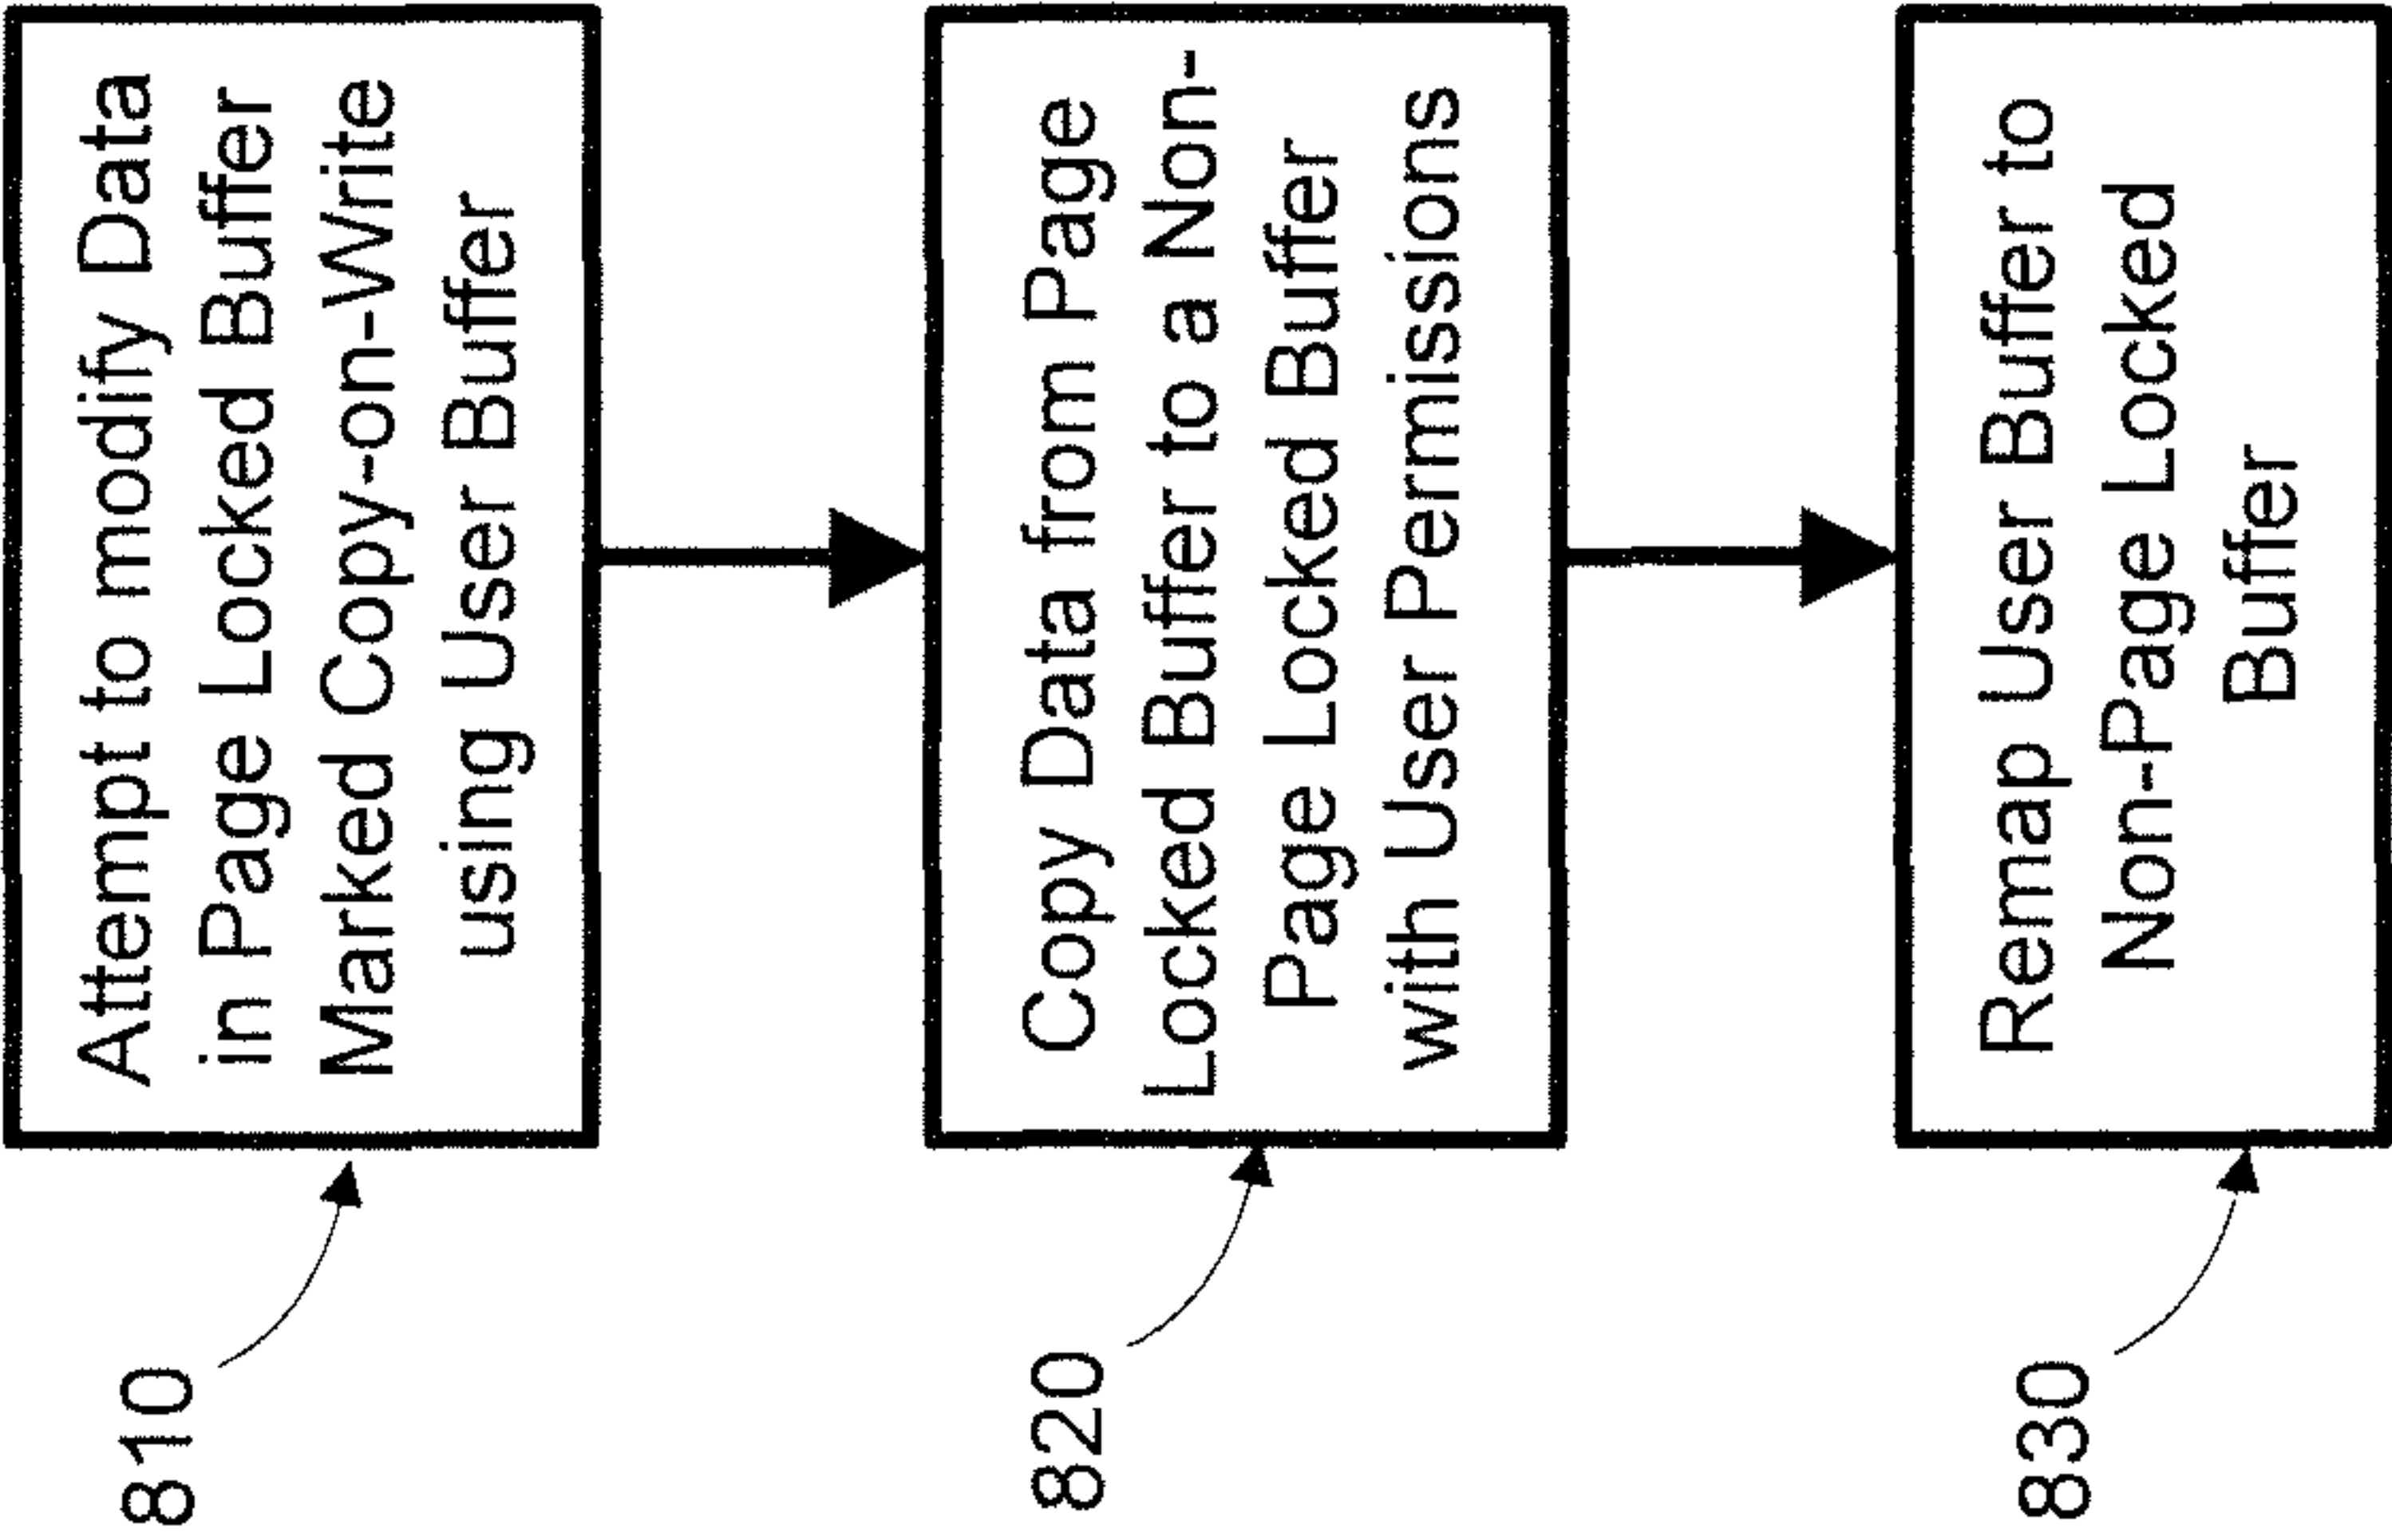 810
Attempt to modify Data
in Page Locked Buffer
Marked Copy-on-Write
using User Buffer
820
Copy Data from Page
Locked Buffer to a Non-
Page Locked Buffer
with User Permissions
830
Remap User Buffer to
Non-Page Locked
Buffer